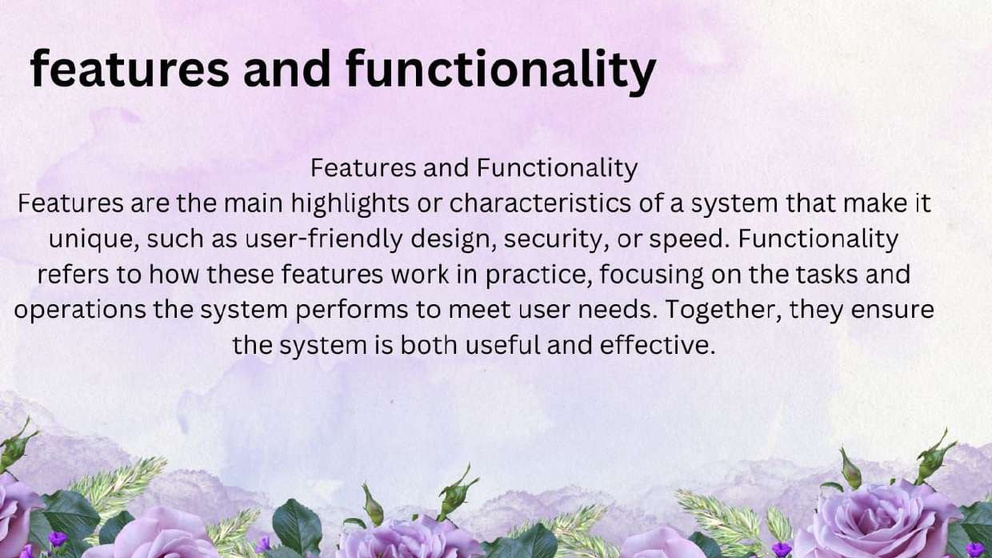 features and functionality
Features and Functionality
Features are the main highlights or characteristics of a system that make it
unique, such as user-friendly design, security, or speed. Functionality
refers to how these features work in practice, focusing on the tasks and
operations the system performs to meet user needs. Together, they ensure
the system is both useful and effective.